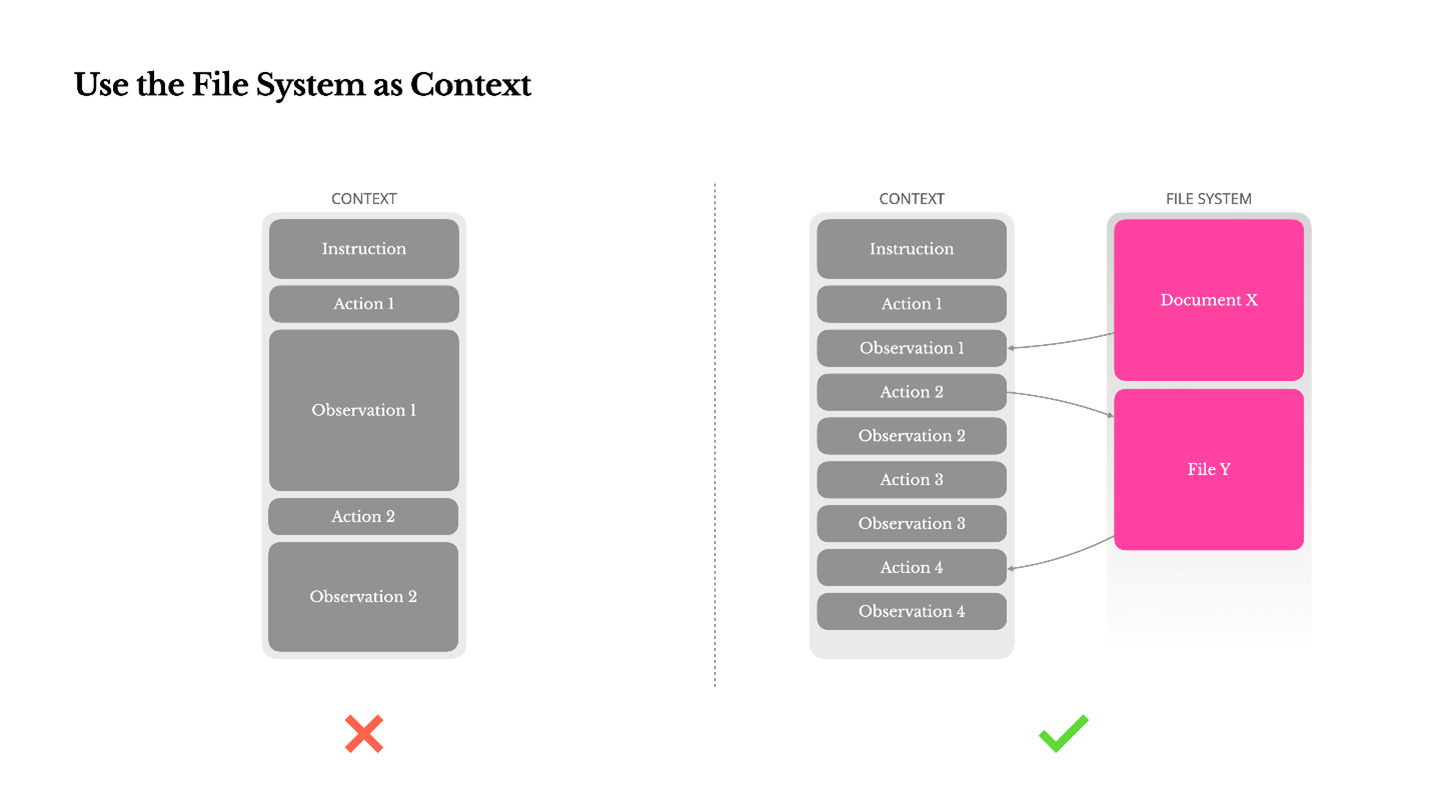 Use the File System as Context
CONTEXT
Instruction
Action 1
Observation 1
Action 2
Observation 2
CONTEXT
Instruction
Action 1
Observation 1
Action 2
Observation 2
Action 3
Observation 3
Action 4
Observation 4
FILE SYSTEM
Document X
File Y